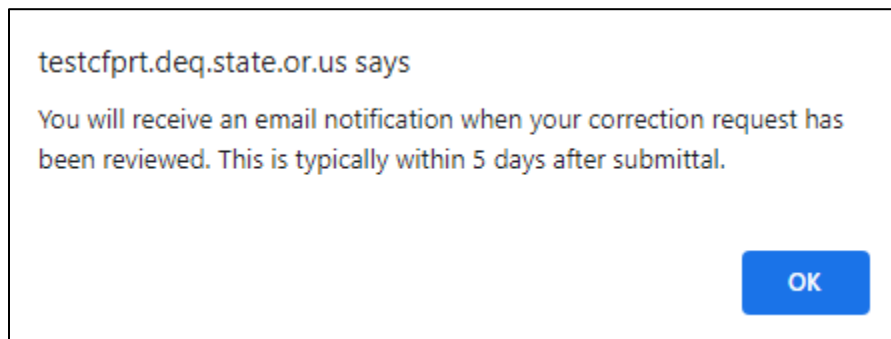 testcfprt.deq.state.or.us says
You will receive an email notification when your correction request has
been reviewed. This is typically within 5 days after submittal.
OK